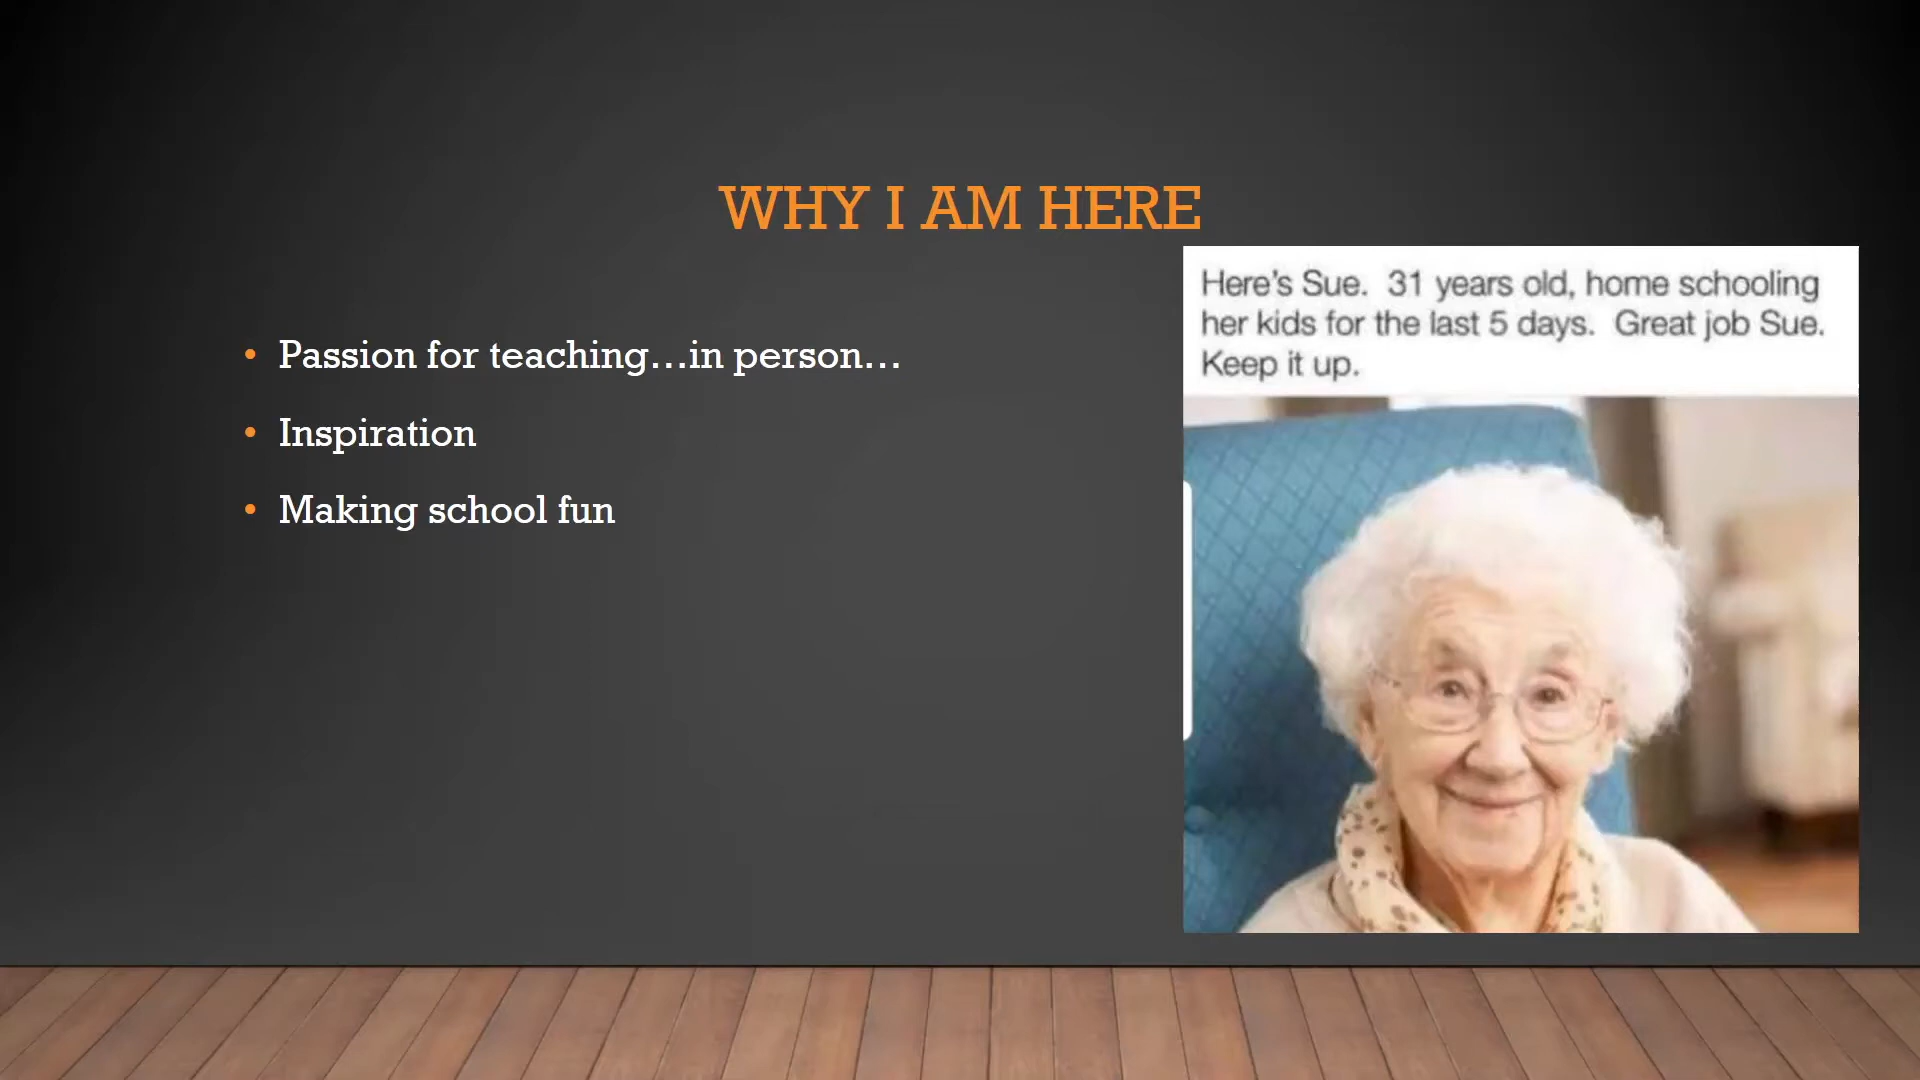 WHY I AM HERE
• Passion for teaching...in person...
• Inspiration
• Making school fun
Here's Sue. 31 years old, home schooling
her kids for the last 5 days. Great job Sue.
Keep it up.